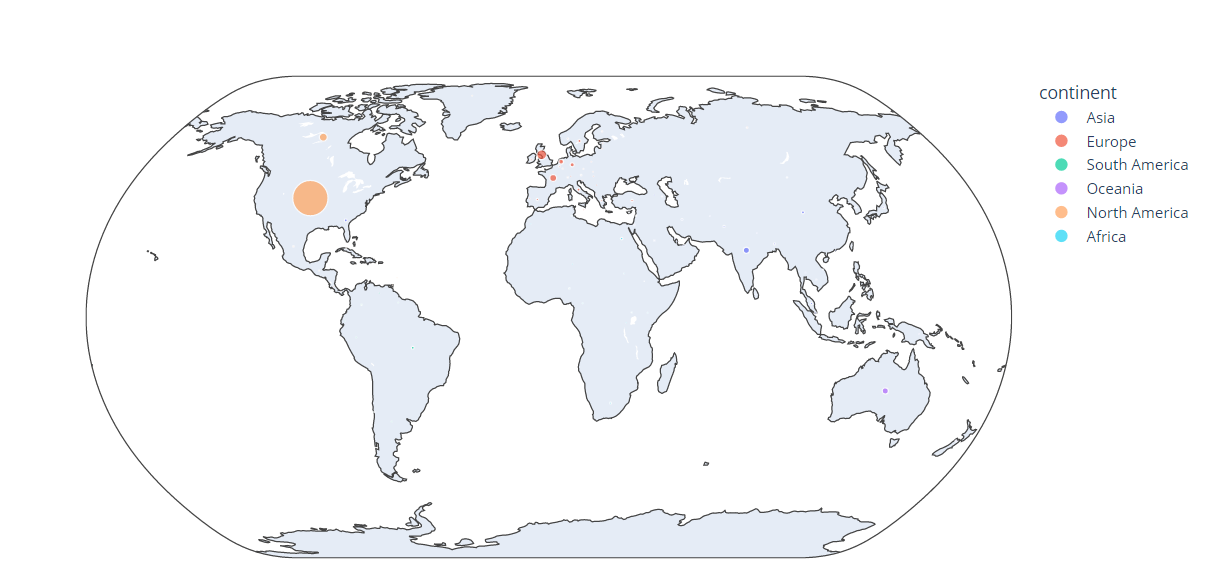 continent
Asia
Europe
South America
Oceania
North America
Africa